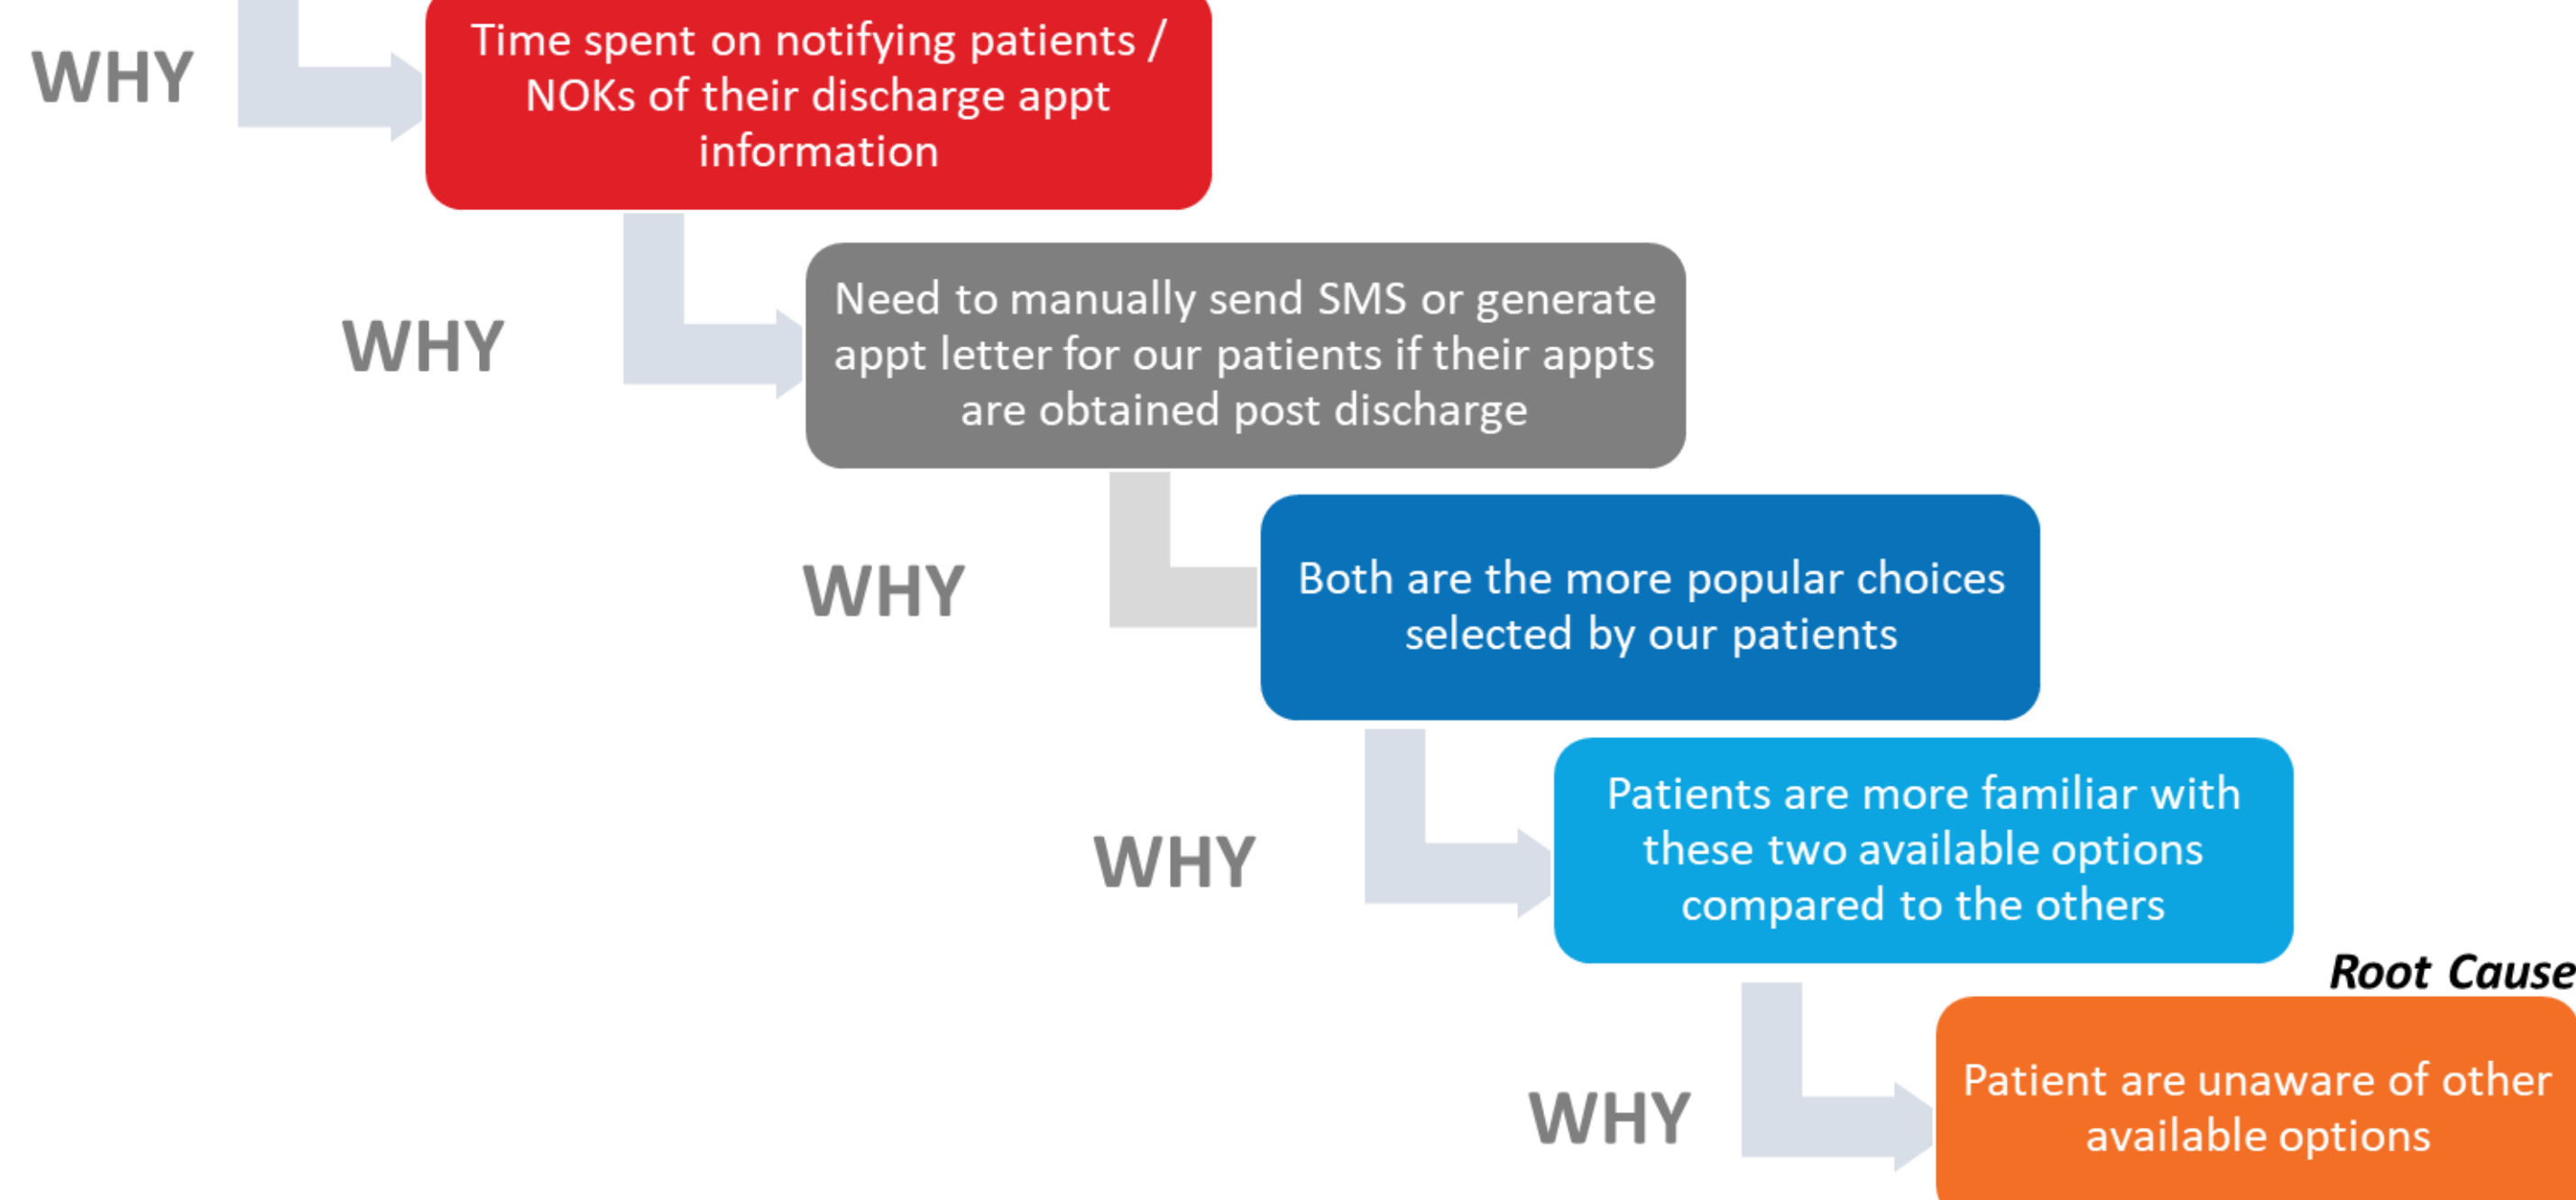 WHY
Time spent on notifying patients /
NOKs of their discharge appt
information
WHY
Need to manually send SMS or generate
appt letter for our patients if their appts
are obtained post discharge
WHY
Both are the more popular choices
selected by our patients
WHY
Patients are more familiar with
these two available options
compared to the others
Root Cause
WHY
Patient are unaware of other
available options